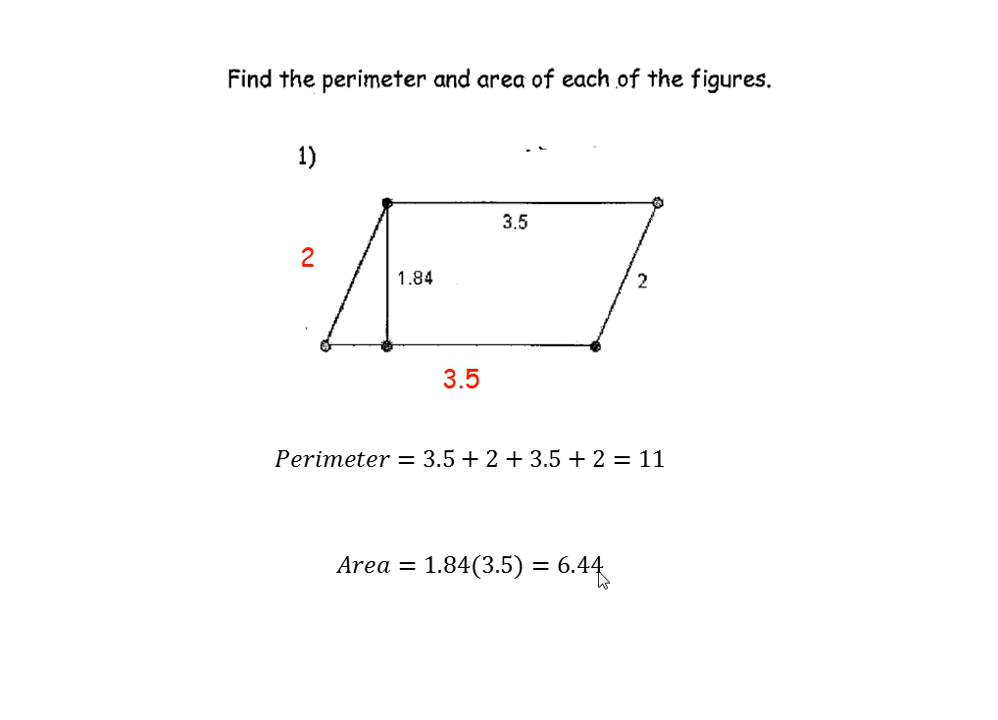 Find the perimeter and area of each of the figures.
1)
3.5
2
1.84
2
3.5
Perimeter = 3.5 + 2 + 3.5 + 2 = 11
Area = 1.84(3.5) = 6.44